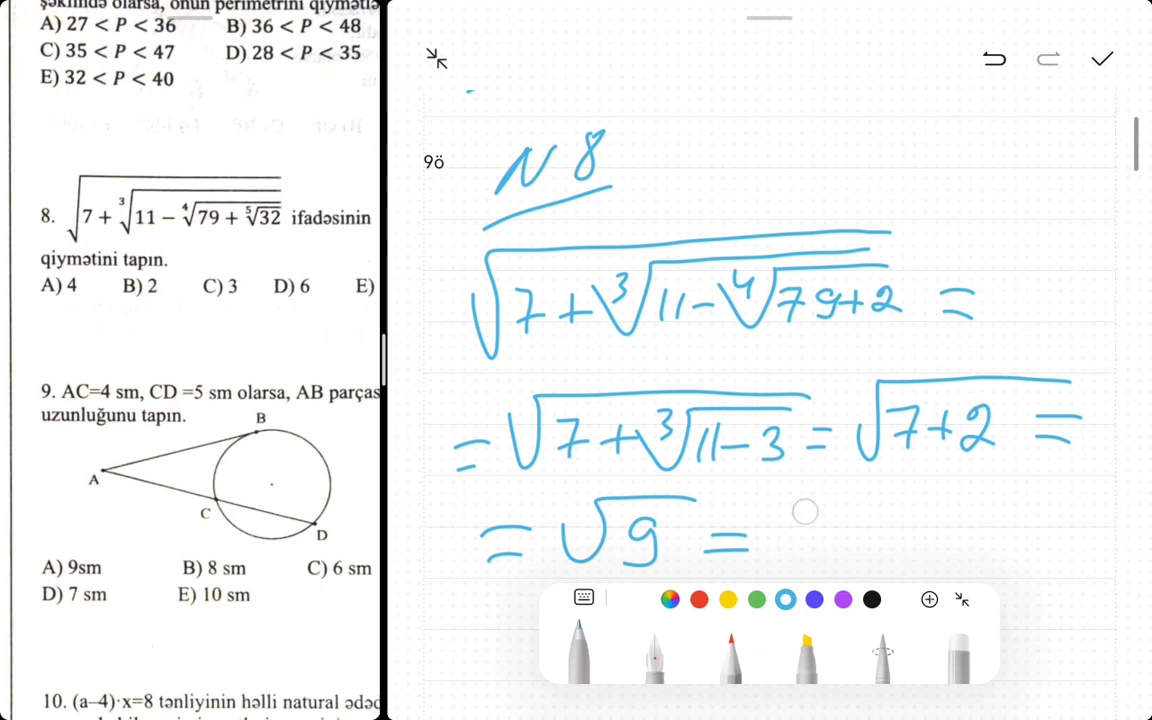 şəklində olarsa, onun perimetrini
A) 27 < P < 36 B) 36 < P < 48
C) 35 < P < 47 D) 28 < P < 35
E) 32 < P < 40
8. √(7 + ∛(11 − ∜(79 + ⁵√32))) ifadəsinin
qiymətini tapın.
A) 4 B) 2 C) 3 D) 6 E)
9. AC=4 sm, CD =5 sm olarsa, AB parças
uzunluğunu tapın.
B
A
C
D
A) 9sm B) 8 sm C) 6 sm
D) 7 sm E) 10 sm
10. (a–4)·x=8 tənliyinin həlli natural ədəd
9ö
N 8
√(7+∛(11−∜(79+2))) =
= √(7+∛(11−3)) = √(7+2) =
= √9 =